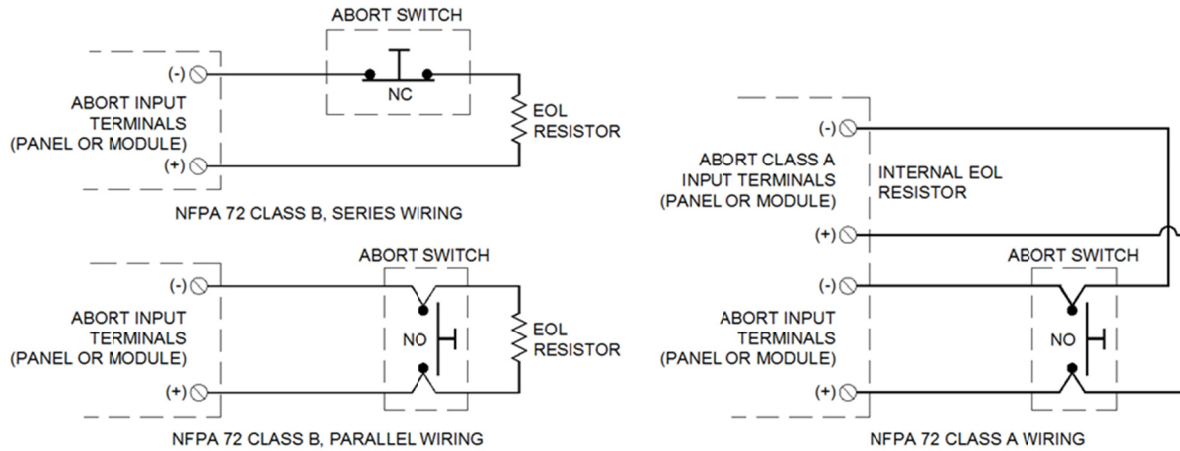 ABORT SWITCH
(-)
NC
ABORT INPUT
TERMINALS
(PANEL OR MODULE)
EOL
RESISTOR
(+)
NFPA 72 CLASS B, SERIES WIRING
ABORT SWITCH
(-)
ABORT INPUT
TERMINALS
(PANEL OR MODULE)
NO
EOL
RESISTOR
(+)
NFPA 72 CLASS B, PARALLEL WIRING
(-)
ABORT CLASS A
INPUT TERMINALS
(PANEL OR MODULE)
INTERNAL EOL
RESISTOR
(+)
ABORT SWITCH
(-)
ABORT INPUT
TERMINALS
(PANEL OR MODULE)
NO
(+)
NFPA 72 CLASS A WIRING